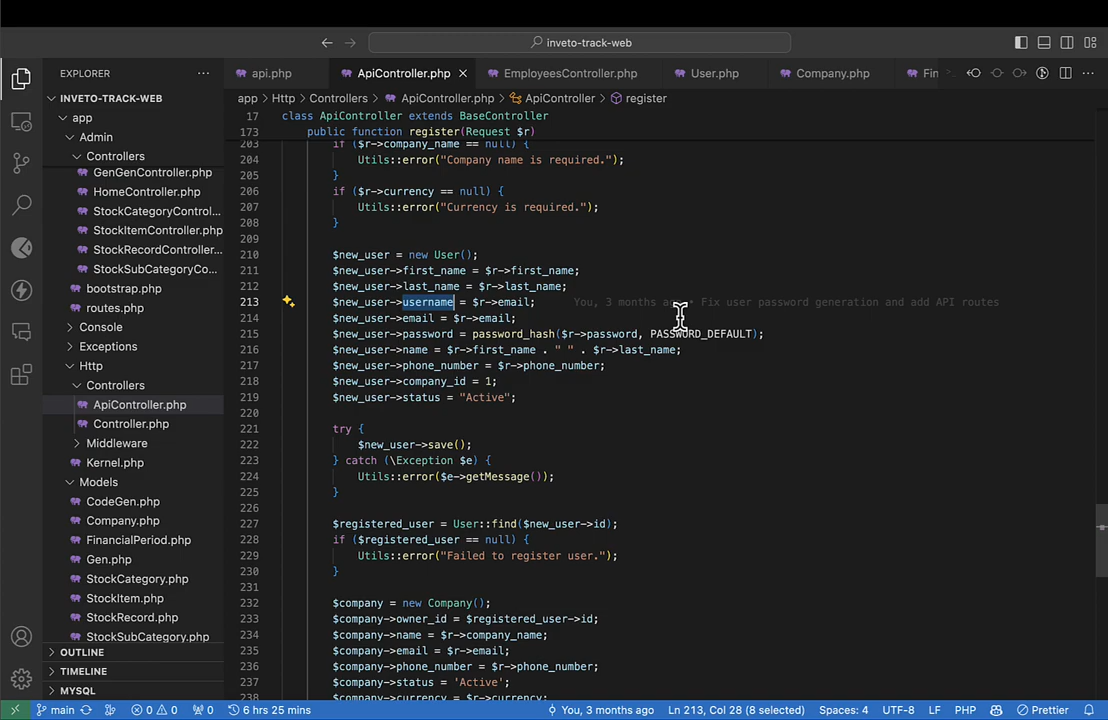 inveto-track-web
EXPLORER
api.php
ApiController.php
EmployeesController.php
User.php
Company.php
Fin
INVETO-TRACK-WEB
app > Http > Controllers > ApiController.php > ApiController > register
app
Admin
Controllers
GenGenController.php
HomeController.php
StockCategoryControl...
StockItemController.php
StockRecordController...
StockSubCategoryCo...
bootstrap.php
routes.php
Console
Exceptions
Http
Controllers
ApiController.php
Controller.php
Middleware
Kernel.php
Models
CodeGen.php
Company.php
FinancialPeriod.php
Gen.php
StockCategory.php
StockItem.php
StockRecord.php
StockSubCategory.php
OUTLINE
TIMELINE
MYSQL
17 class ApiController extends BaseController
173 public function register(Request $r)
203 if ($r->company_name == null) {
204 Utils::error("Company name is required.");
205 }
206 if ($r->currency == null) {
207 Utils::error("Currency is required.");
208 }
209
210 $new_user = new User();
211 $new_user->first_name = $r->first_name;
212 $new_user->last_name = $r->last_name;
213 $new_user->username = $r->email; You, 3 months ago • Fix user password generation and add API routes
214 $new_user->email = $r->email;
215 $new_user->password = password_hash($r->password, PASSWORD_DEFAULT);
216 $new_user->name = $r->first_name . " " . $r->last_name;
217 $new_user->phone_number = $r->phone_number;
218 $new_user->company_id = 1;
219 $new_user->status = "Active";
220
221 try {
222 $new_user->save();
223 } catch (\Exception $e) {
224 Utils::error($e->getMessage());
225 }
226
227 $registered_user = User::find($new_user->id);
228 if ($registered_user == null) {
229 Utils::error("Failed to register user.");
230 }
231
232 $company = new Company();
233 $company->owner_id = $registered_user->id;
234 $company->name = $r->company_name;
235 $company->email = $r->email;
236 $company->phone_number = $r->phone_number;
237 $company->status = 'Active';
238 $company->currency = $r->currency;
main 0 0 0 6 hrs 25 mins You, 3 months ago Ln 213, Col 28 (8 selected) Spaces: 4 UTF-8 LF PHP Prettier